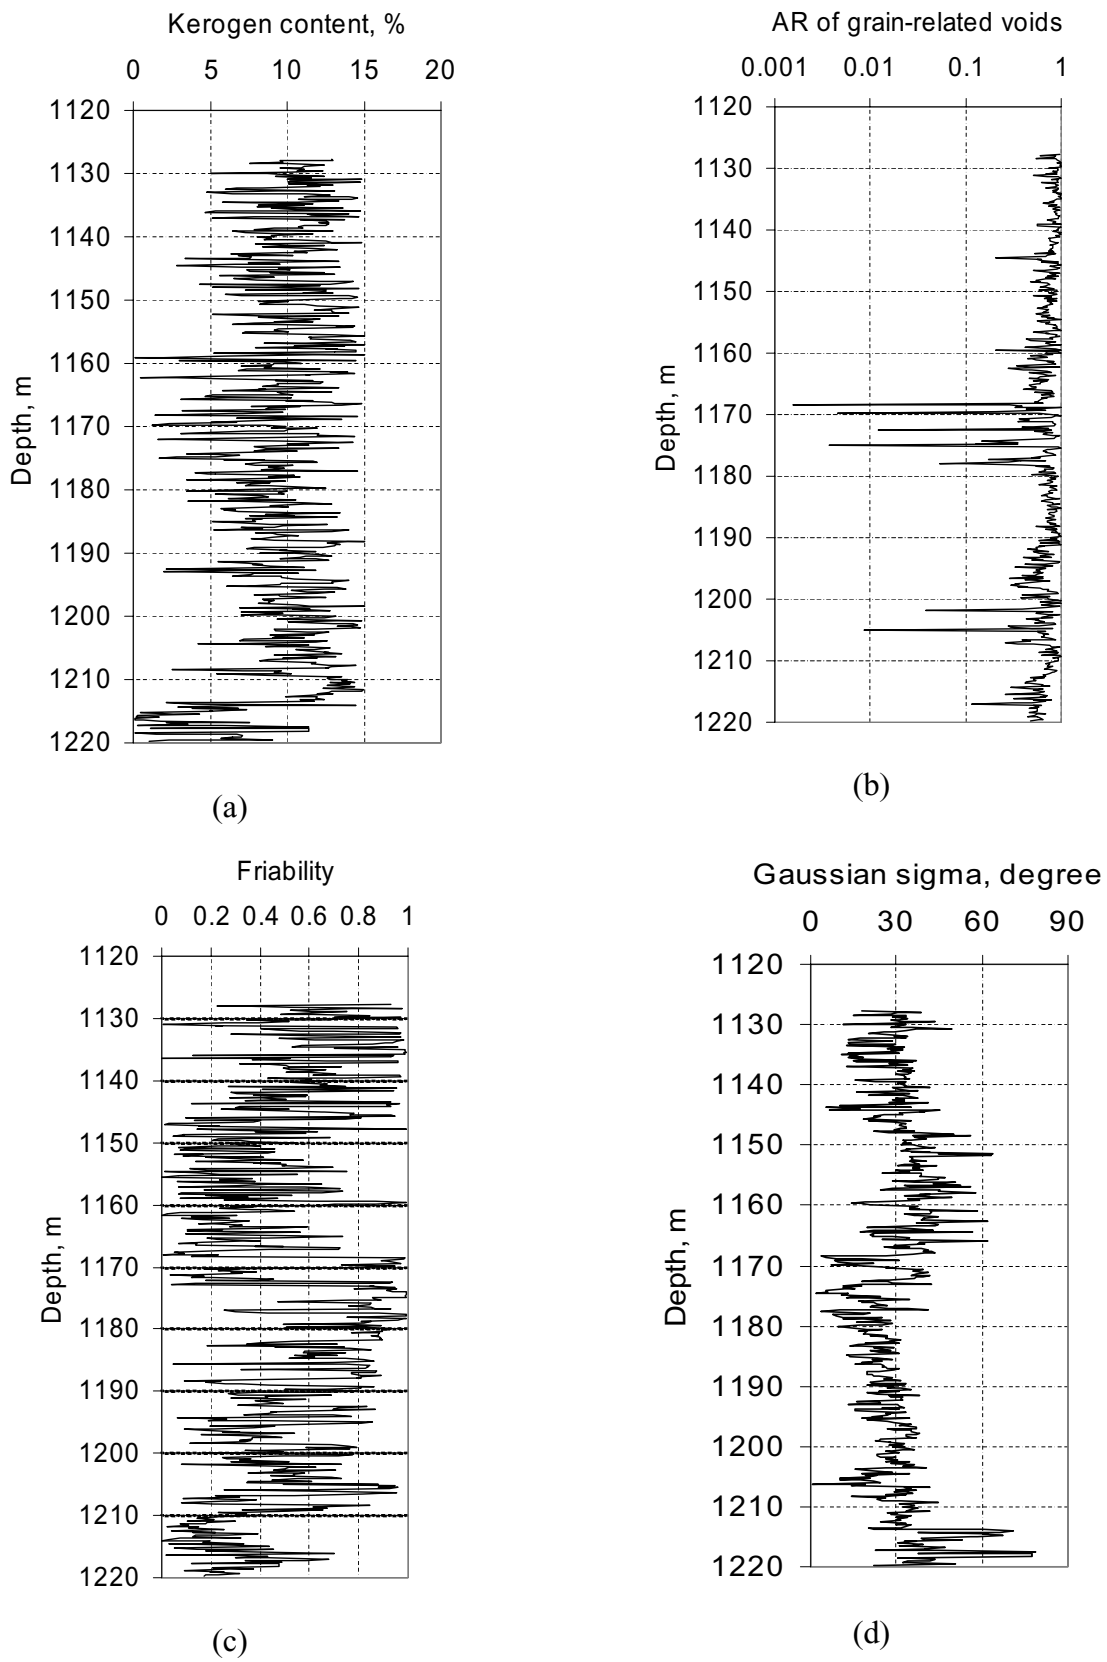 Kerogen content, %
0 5 10 15 20
1120
1130
1140
1150
1160
1170
1180
1190
1200
1210
1220
Depth, m
(a)
AR of grain-related voids
0.001 0.01 0.1 1
1120
1130
1140
1150
1160
1170
1180
1190
1200
1210
1220
Depth, m
(b)
Friability
0 0.2 0.4 0.6 0.8 1
1120
1130
1140
1150
1160
1170
1180
1190
1200
1210
1220
Depth, m
(c)
Gaussian sigma, degree
0 30 60 90
1120
1130
1140
1150
1160
1170
1180
1190
1200
1210
1220
Depth, m
(d)